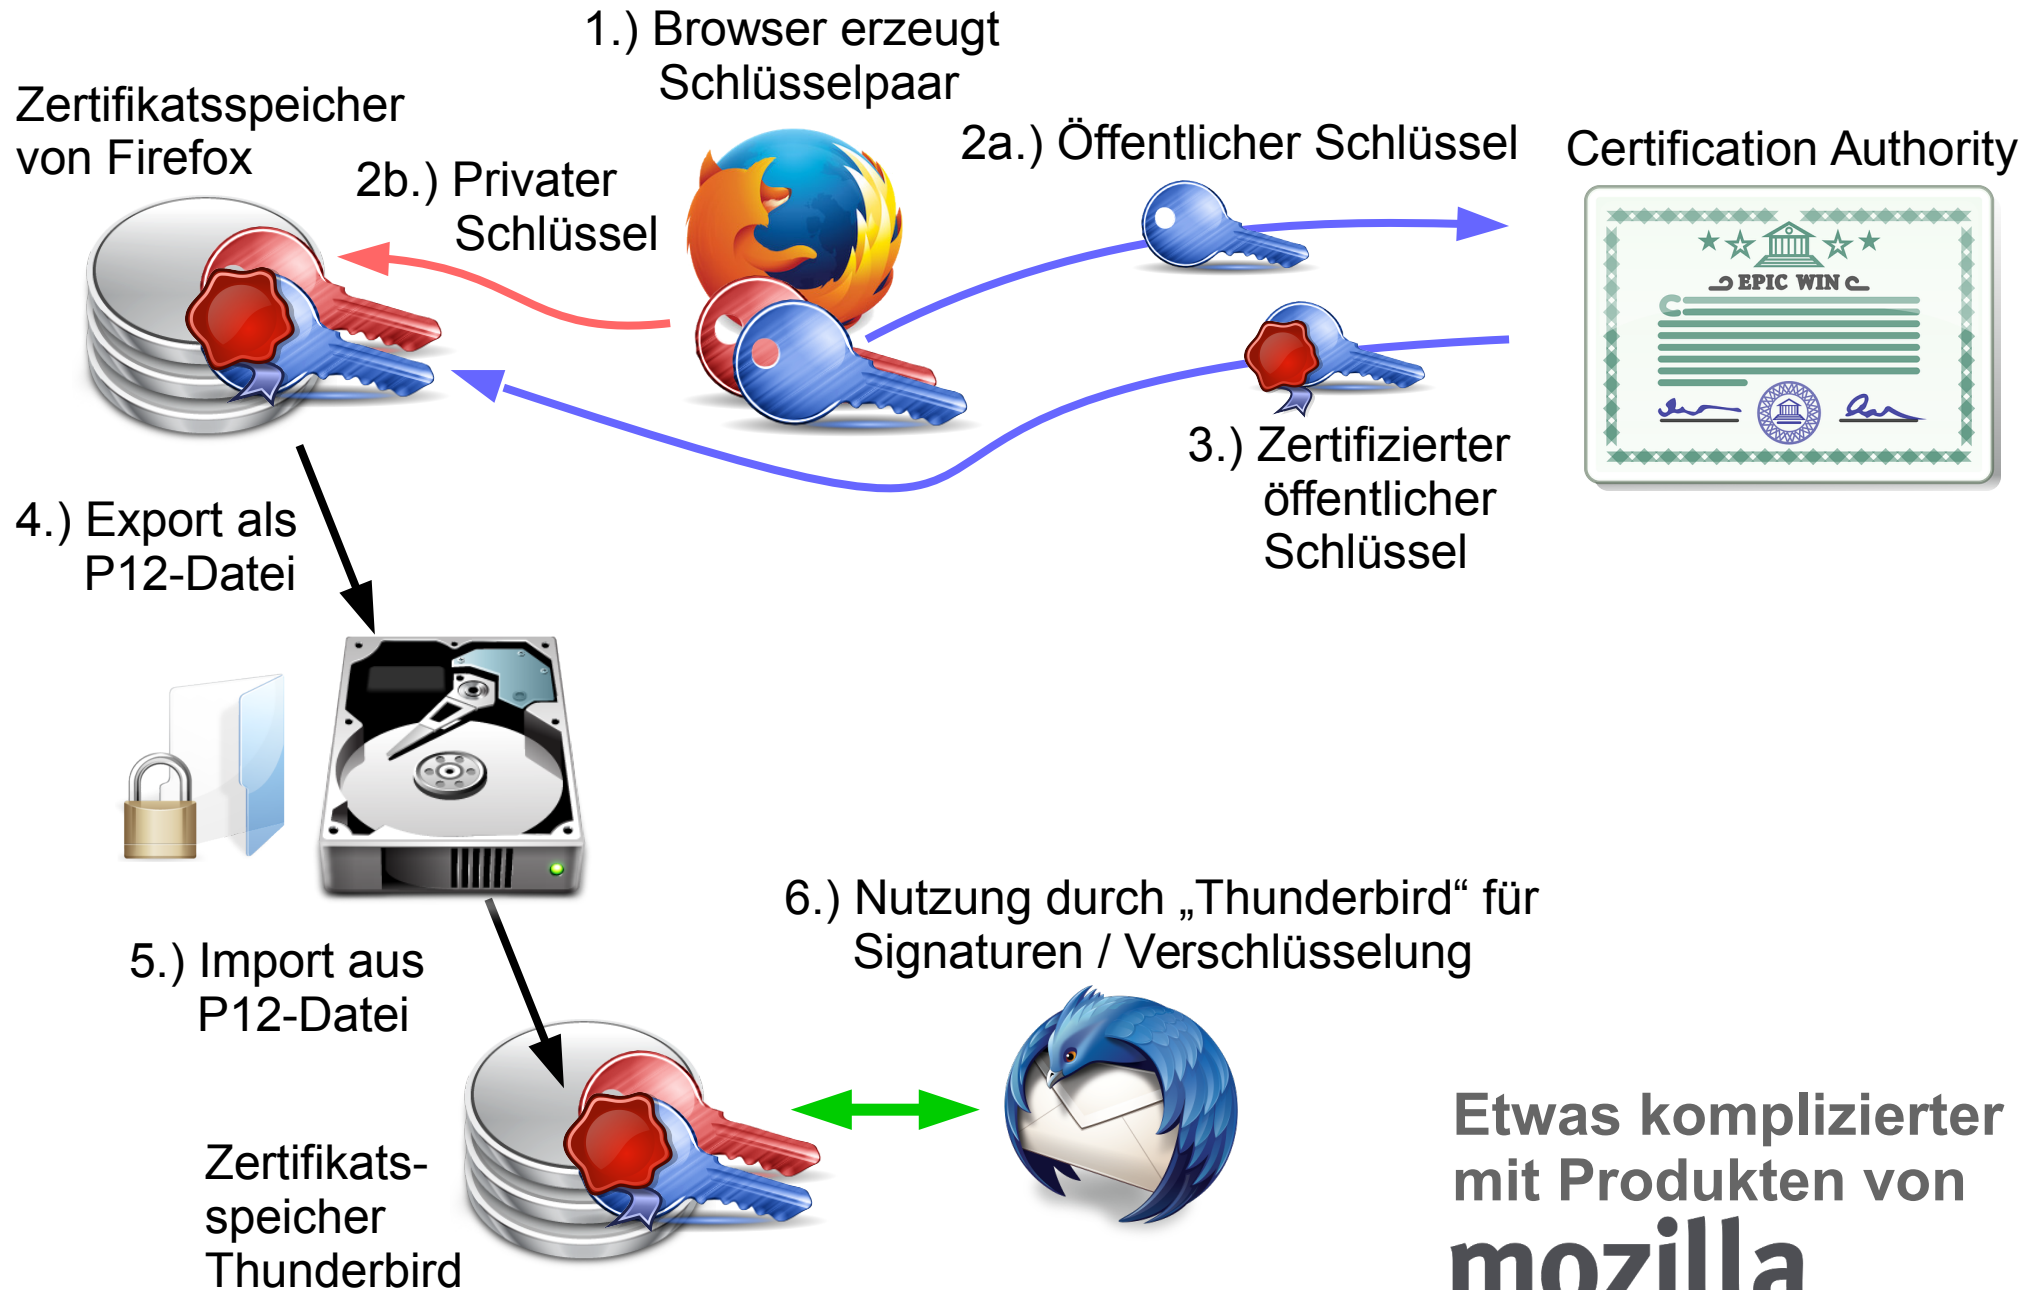 1.) Browser erzeugt
Schlüsselpaar
Zertifikatsspeicher
von Firefox
2b.) Privater
Schlüssel
2a.) Öffentlicher Schlüssel
Certification Authority
EPIC WIN
3.) Zertifizierter
öffentlicher
Schlüssel
4.) Export als
P12-Datei
5.) Import aus
P12-Datei
6.) Nutzung durch „Thunderbird“ für
Signaturen / Verschlüsselung
Zertifikats-
speicher
Thunderbird
Etwas komplizierter
mit Produkten von
mozilla